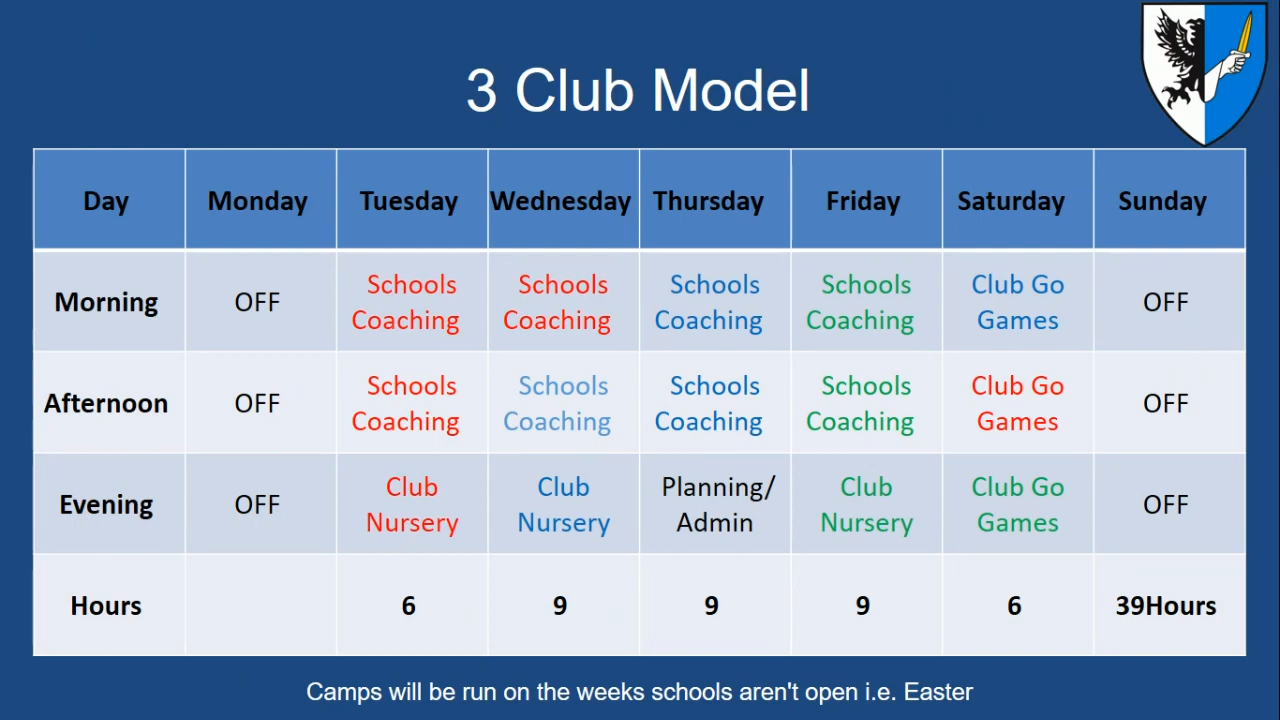 3 Club Model
Day Monday Tuesday Wednesday Thursday Friday Saturday Sunday
Morning OFF Schools Coaching Schools Coaching Schools Coaching Schools Coaching Club Go Games OFF
Afternoon OFF Schools Coaching Schools Coaching Schools Coaching Schools Coaching Club Go Games OFF
Evening OFF Club Nursery Club Nursery Planning/ Admin Club Nursery Club Go Games OFF
Hours 6 9 9 9 6 39Hours
Camps will be run on the weeks schools aren't open i.e. Easter